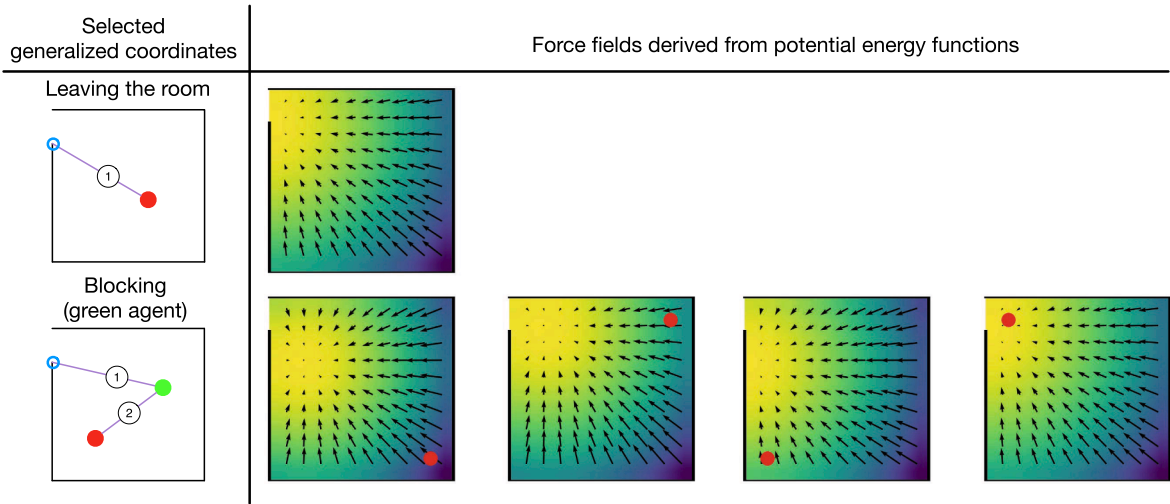 Selected
generalized coordinates
Force fields derived from potential energy functions
Leaving the room
1
Blocking
(green agent)
1
2